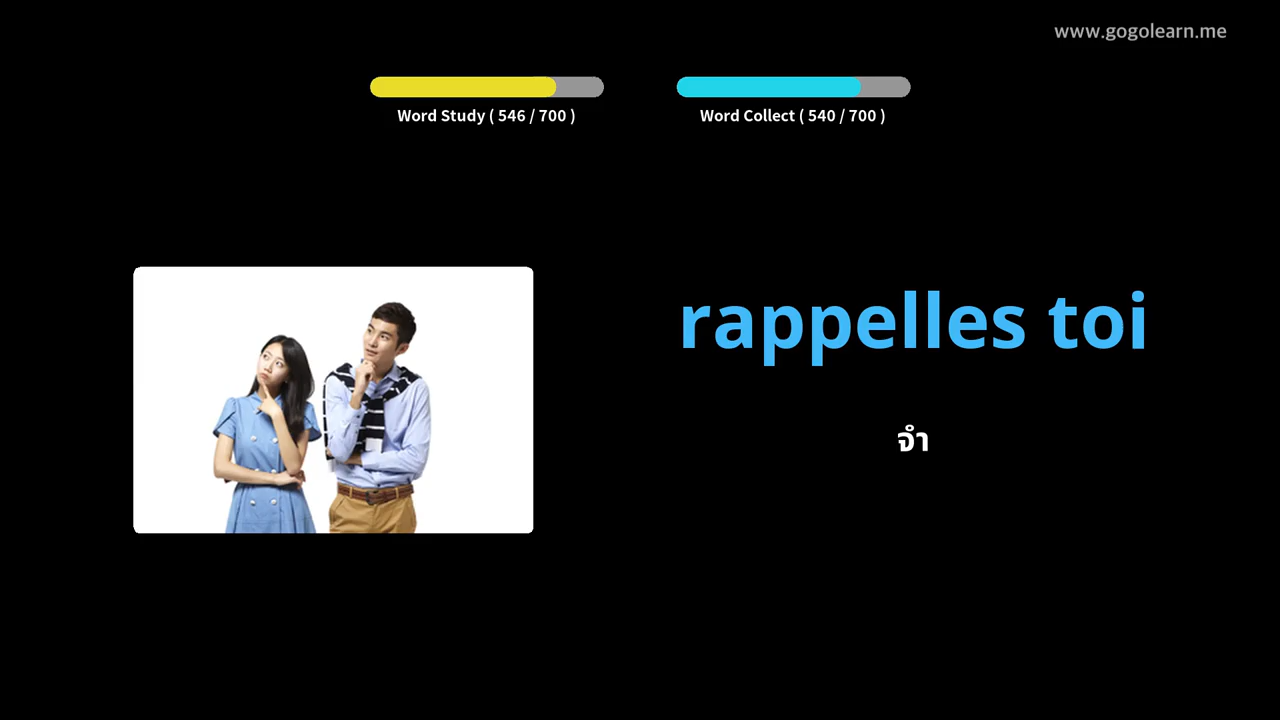 www.gogolearn.me
Word Study ( 546 / 700 )
Word Collect ( 540 / 700 )
rappelles toi
จำ